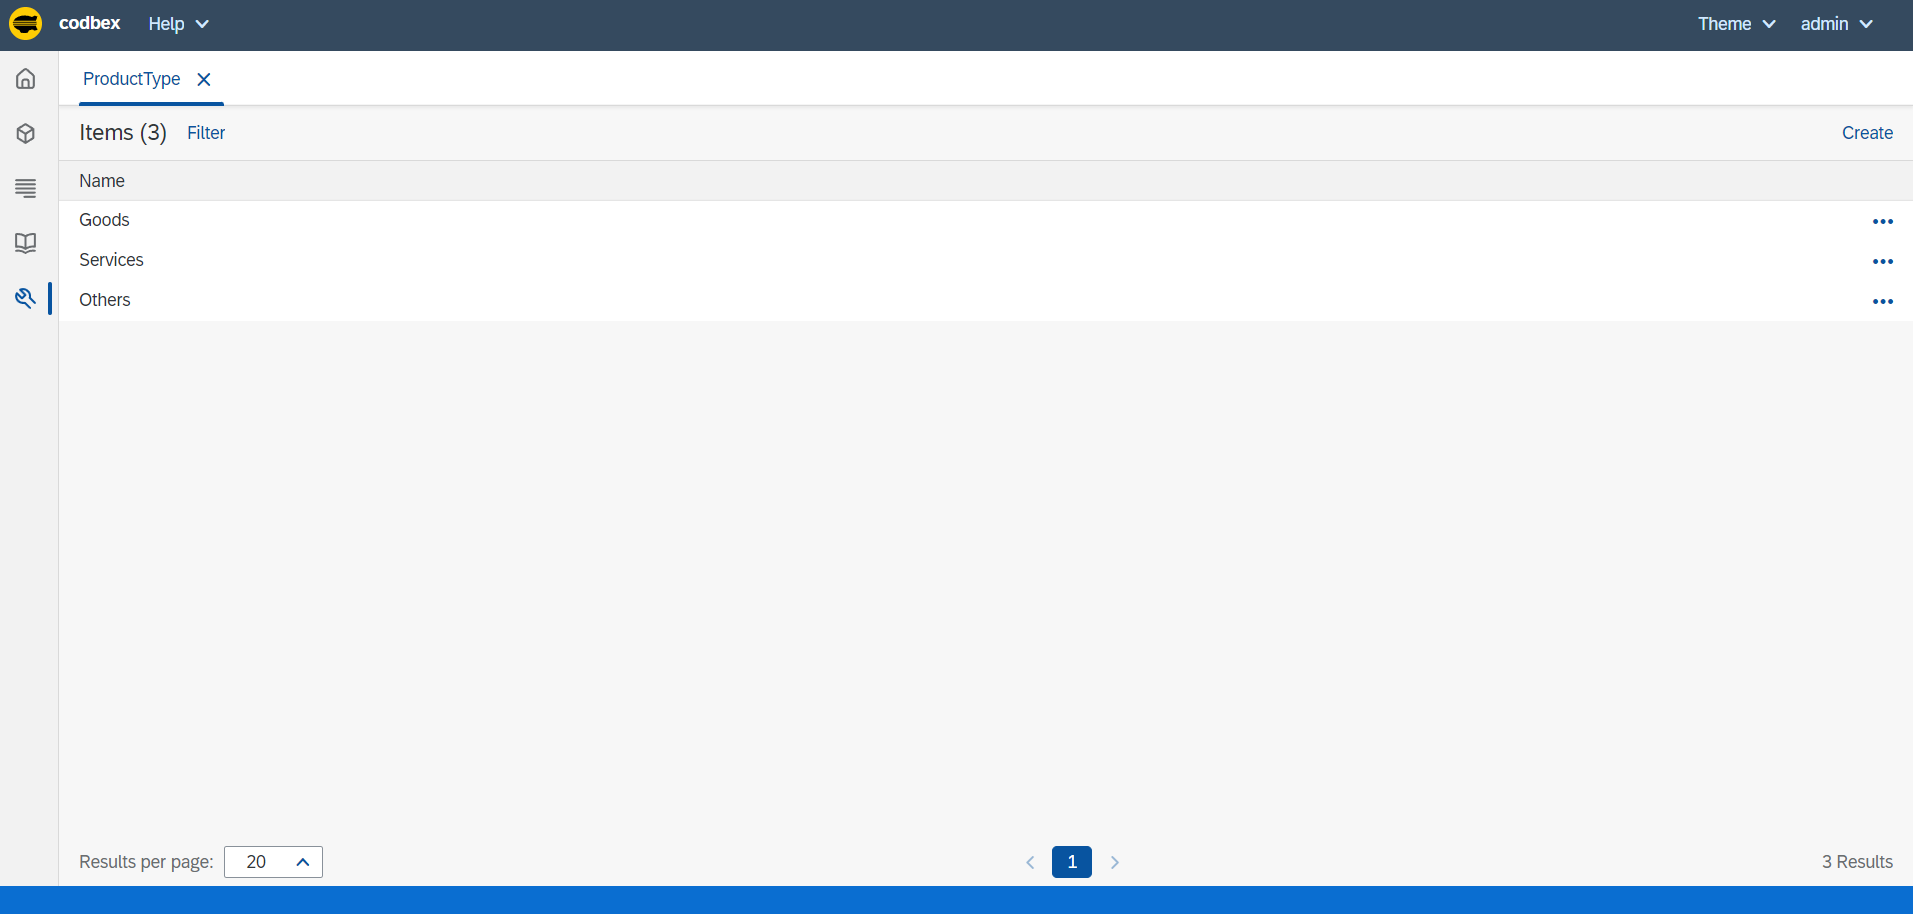 codbex Help Theme admin
ProductType
Items (3) Filter Create
Name
Goods
Services
Others
Results per page: 20 1 3 Results